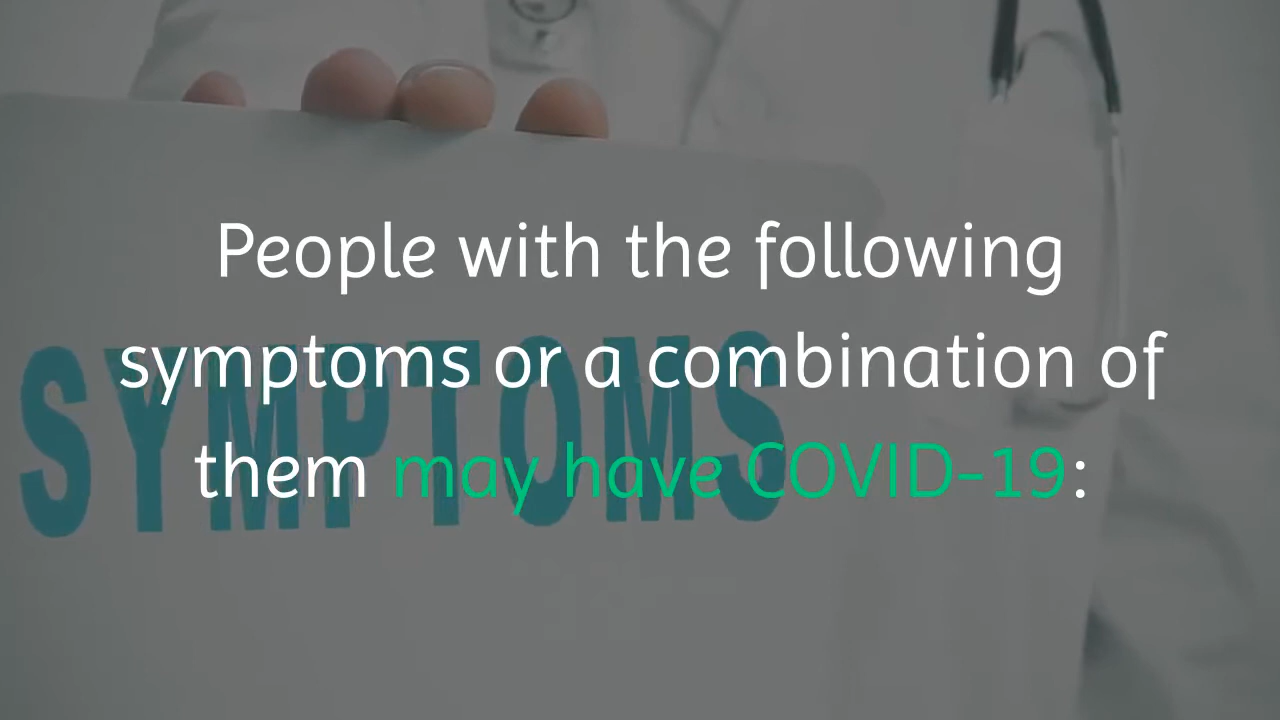 People with the following
symptoms or a combination of
them may have COVID-19:
SYMPTOMS